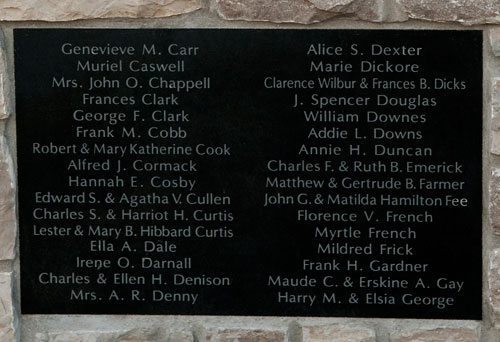 Genevieve M. Carr
Muriel Caswell
Mrs. John O. Chappell
Frances Clark
George F. Clark
Frank M. Cobb
Robert & Mary Katherine Cook
Alfred J. Cormack
Hannah E. Cosby
Edward S. & Agatha V. Cullen
Charles S. & Harriot H. Curtis
Lester & Mary B. Hibbard Curtis
Ella A. Dale
Irene O. Darnall
Charles & Ellen H. Denison
Mrs. A. R. Denny
Alice S. Dexter
Marie Dickore
Clarence Wilbur & Frances B. Dicks
J. Spencer Douglas
William Downes
Addie L. Downs
Annie H. Duncan
Charles F. & Ruth B. Emerick
Matthew & Gertrude B. Farmer
John G. & Matilda Hamilton Fee
Florence V. French
Myrtle French
Mildred Frick
Frank H. Gardner
Maude C. & Erskine A. Gay
Harry M. & Elsia George